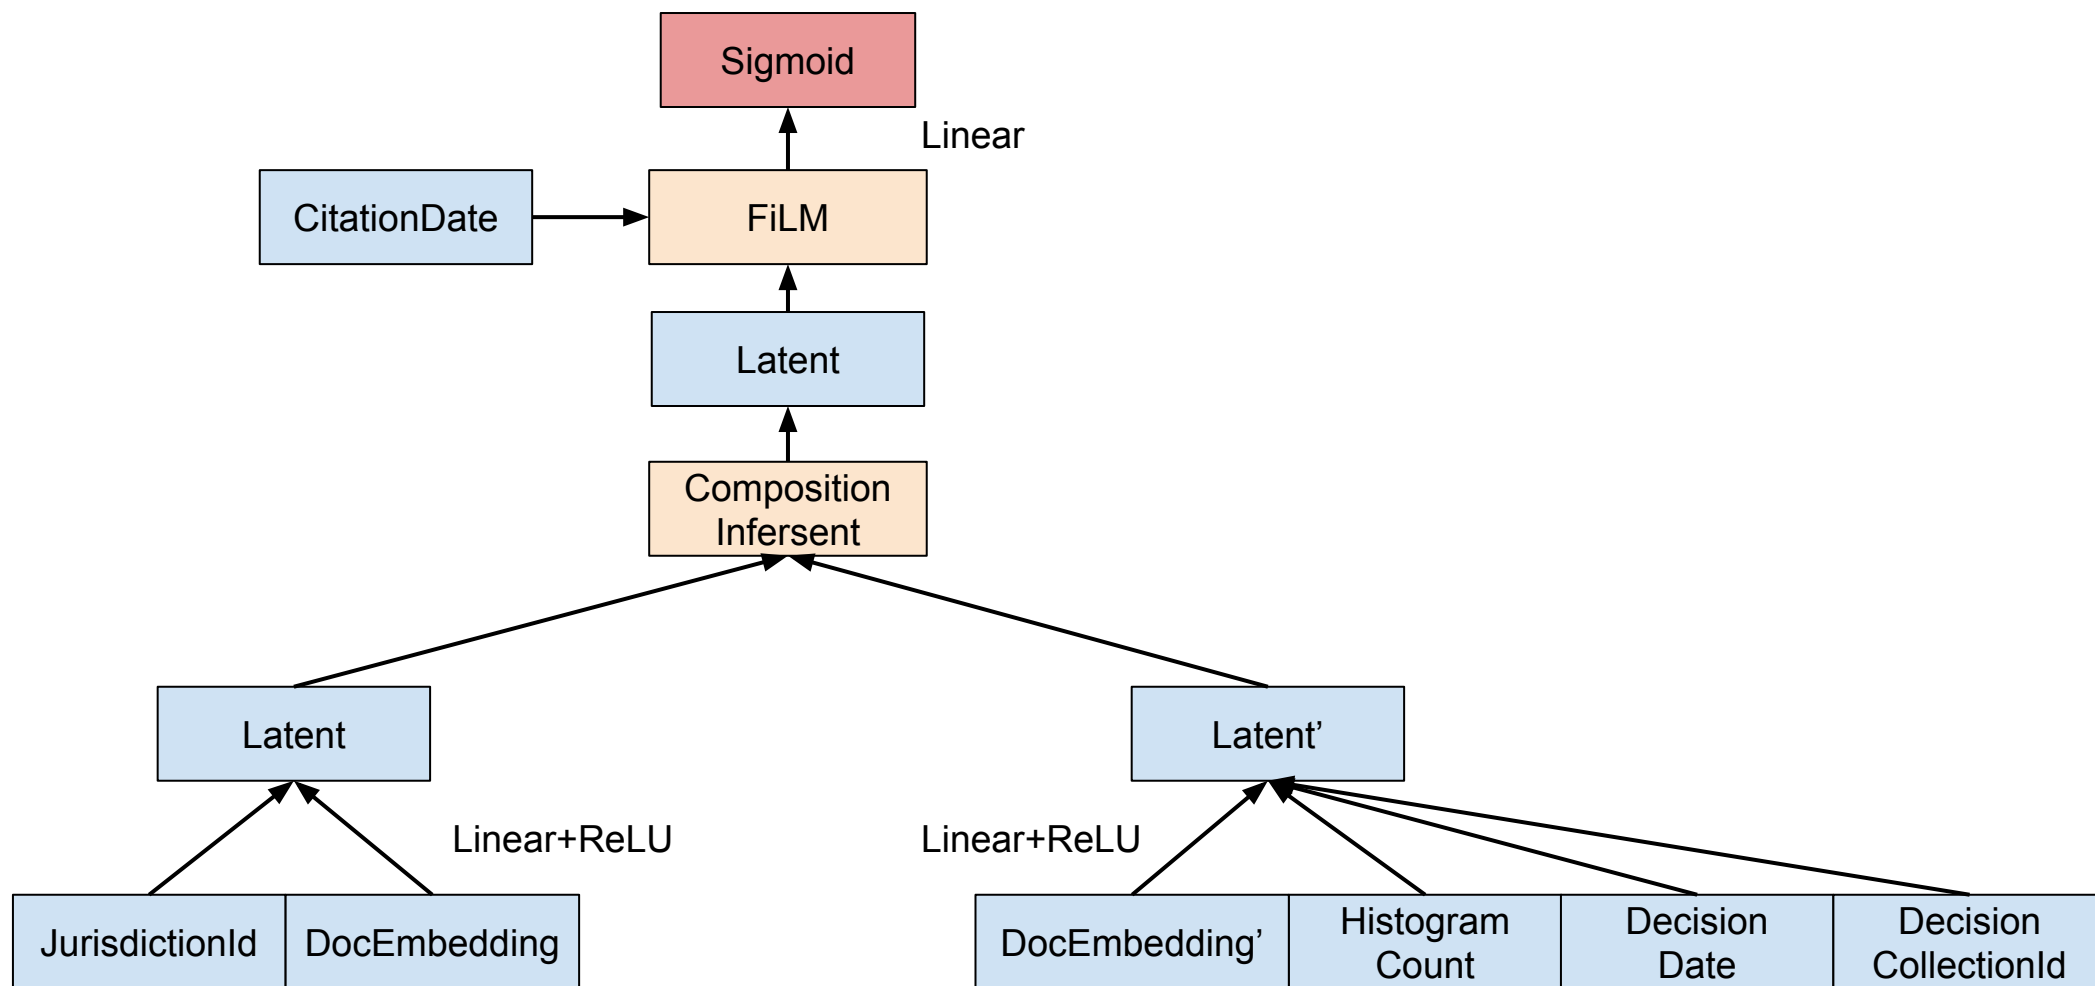 Sigmoid
Linear
CitationDate
FiLM
Latent
Composition
Infersent
Latent
Latent’
Linear+ReLU
Linear+ReLU
JurisdictionId
DocEmbedding
DocEmbedding’
Histogram
Count
Decision
Date
Decision
CollectionId